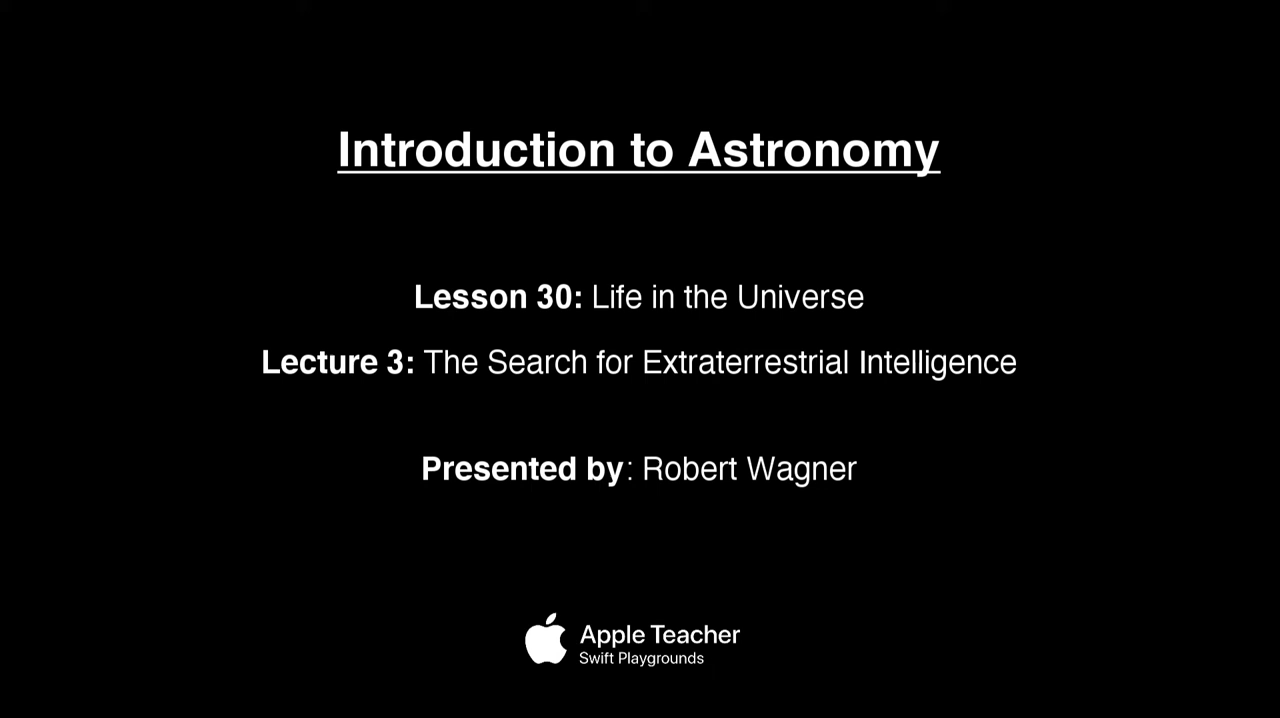 Introduction to Astronomy
Lesson 30: Life in the Universe
Lecture 3: The Search for Extraterrestrial Intelligence
Presented by: Robert Wagner
Apple Teacher
Swift Playgrounds